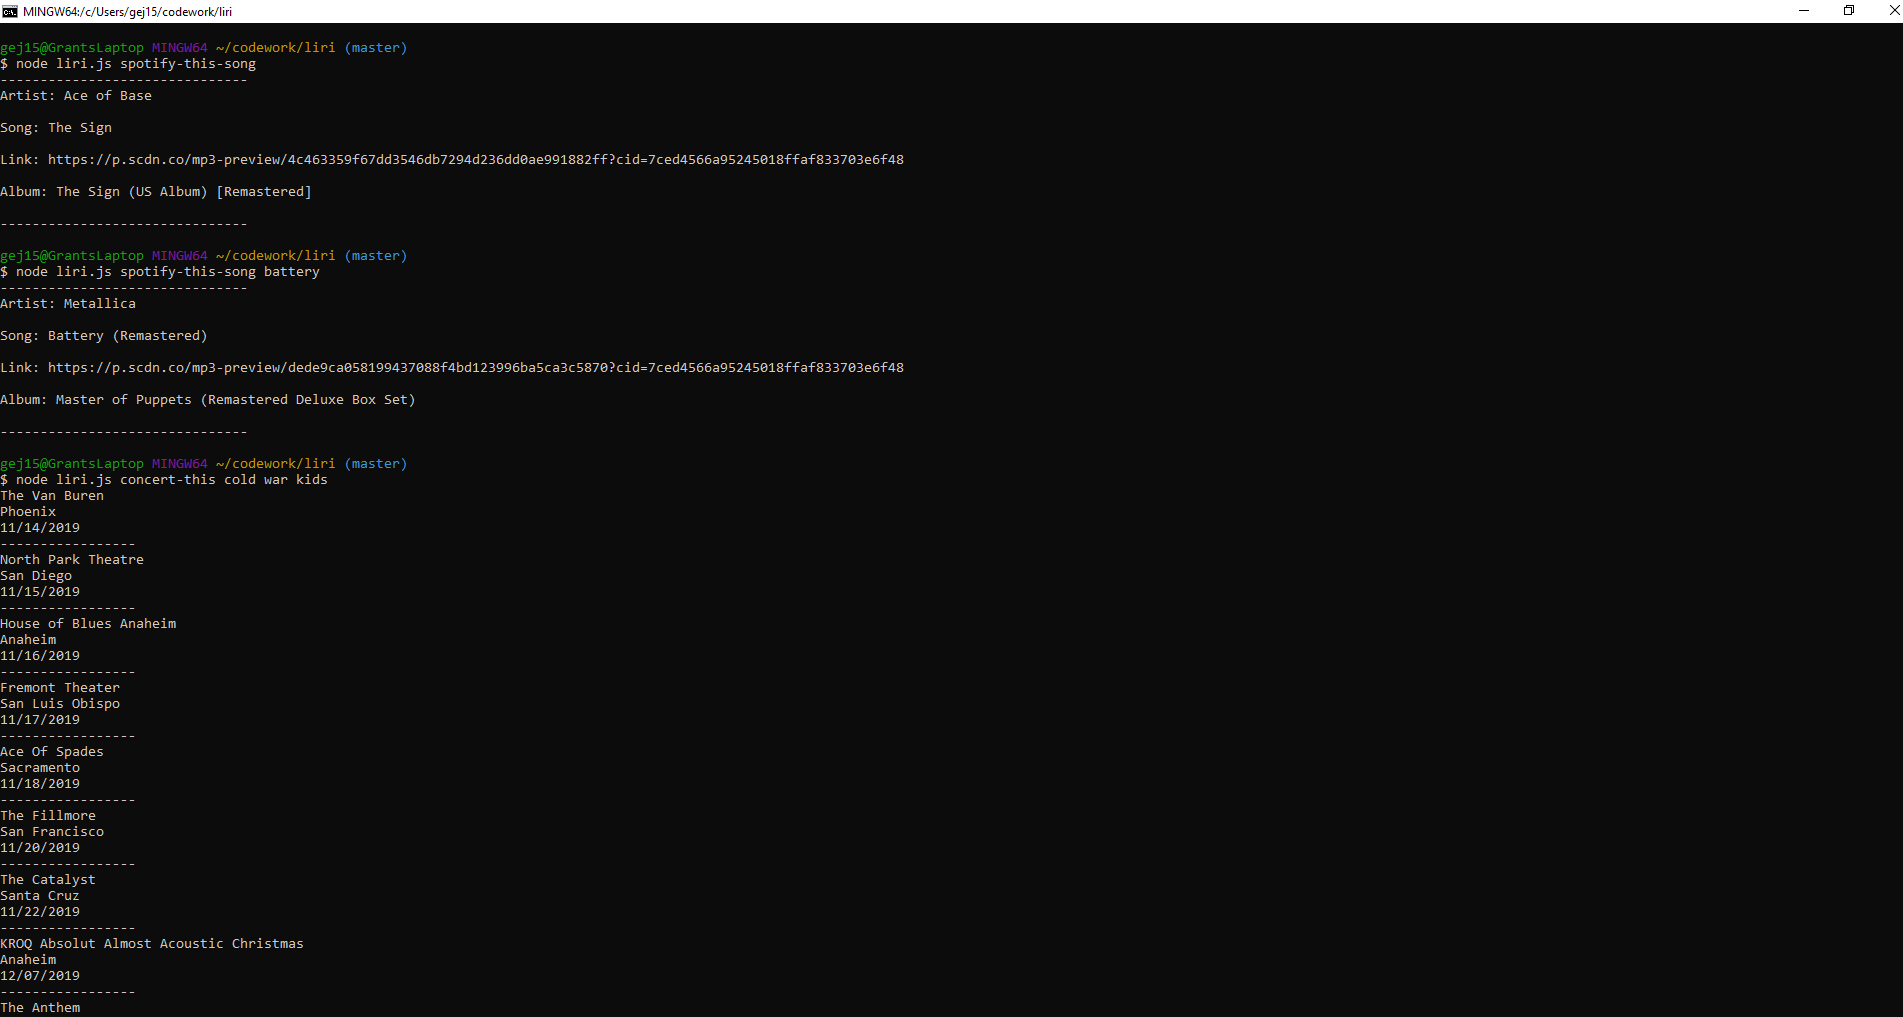 MINGW64:/c/Users/gej15/codework/liri
gej15@GrantsLaptop MINGW64 ~/codework/liri (master)
$ node liri.js spotify-this-song
-------------------------------
Artist: Ace of Base
Song: The Sign
Link: https://p.scdn.co/mp3-preview/4c463359f67dd3546db7294d236dd0ae991882ff?cid=7ced4566a95245018ffaf833703e6f48
Album: The Sign (US Album) [Remastered]
-------------------------------
gej15@GrantsLaptop MINGW64 ~/codework/liri (master)
$ node liri.js spotify-this-song battery
-------------------------------
Artist: Metallica
Song: Battery (Remastered)
Link: https://p.scdn.co/mp3-preview/dede9ca058199437088f4bd123996ba5ca3c5870?cid=7ced4566a95245018ffaf833703e6f48
Album: Master of Puppets (Remastered Deluxe Box Set)
-------------------------------
gej15@GrantsLaptop MINGW64 ~/codework/liri (master)
$ node liri.js concert-this cold war kids
The Van Buren
Phoenix
11/14/2019
-----------------
North Park Theatre
San Diego
11/15/2019
-----------------
House of Blues Anaheim
Anaheim
11/16/2019
-----------------
Fremont Theater
San Luis Obispo
11/17/2019
-----------------
Ace Of Spades
Sacramento
11/18/2019
-----------------
The Fillmore
San Francisco
11/20/2019
-----------------
The Catalyst
Santa Cruz
11/22/2019
-----------------
KROQ Absolut Almost Acoustic Christmas
Anaheim
12/07/2019
-----------------
The Anthem